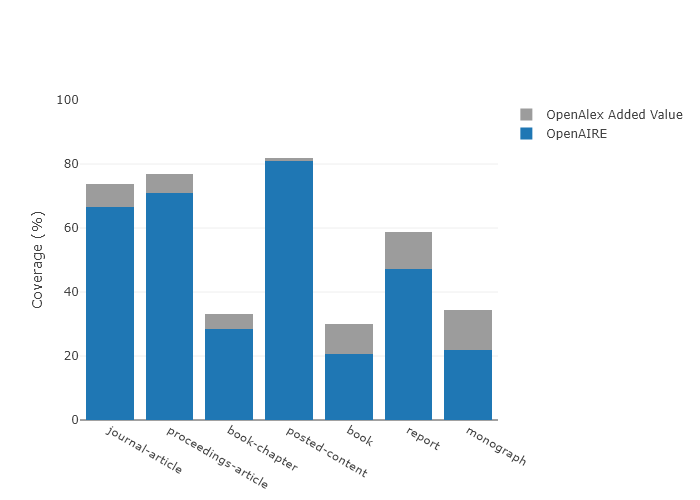 100
80
60
40
20
0
Coverage (%)
journal-article
proceedings-article
book-chapter
posted-content
book
report
monograph
OpenAlex Added Value
OpenAIRE